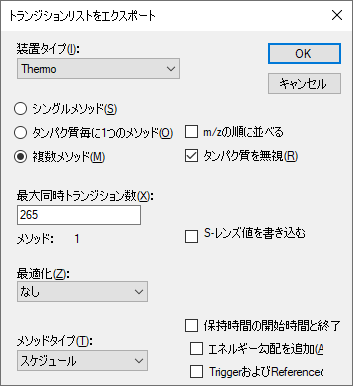 トランジションリストをエクスポート
装置タイプ(I):
Thermo
OK
キャンセル
シングルメソッド(S)
タンパク質毎に1つのメソッド(O)
m/zの順に並べる
複数メソッド(M)
タンパク質を無視(R)
最大同時トランジション数(X):
265
メソッド: 1
S-レンズ値を書き込む
最適化(Z):
なし
保持時間の開始時間と終了
メソッドタイプ(T):
エネルギー勾配を追加(A
スケジュール
TriggerおよびReference(